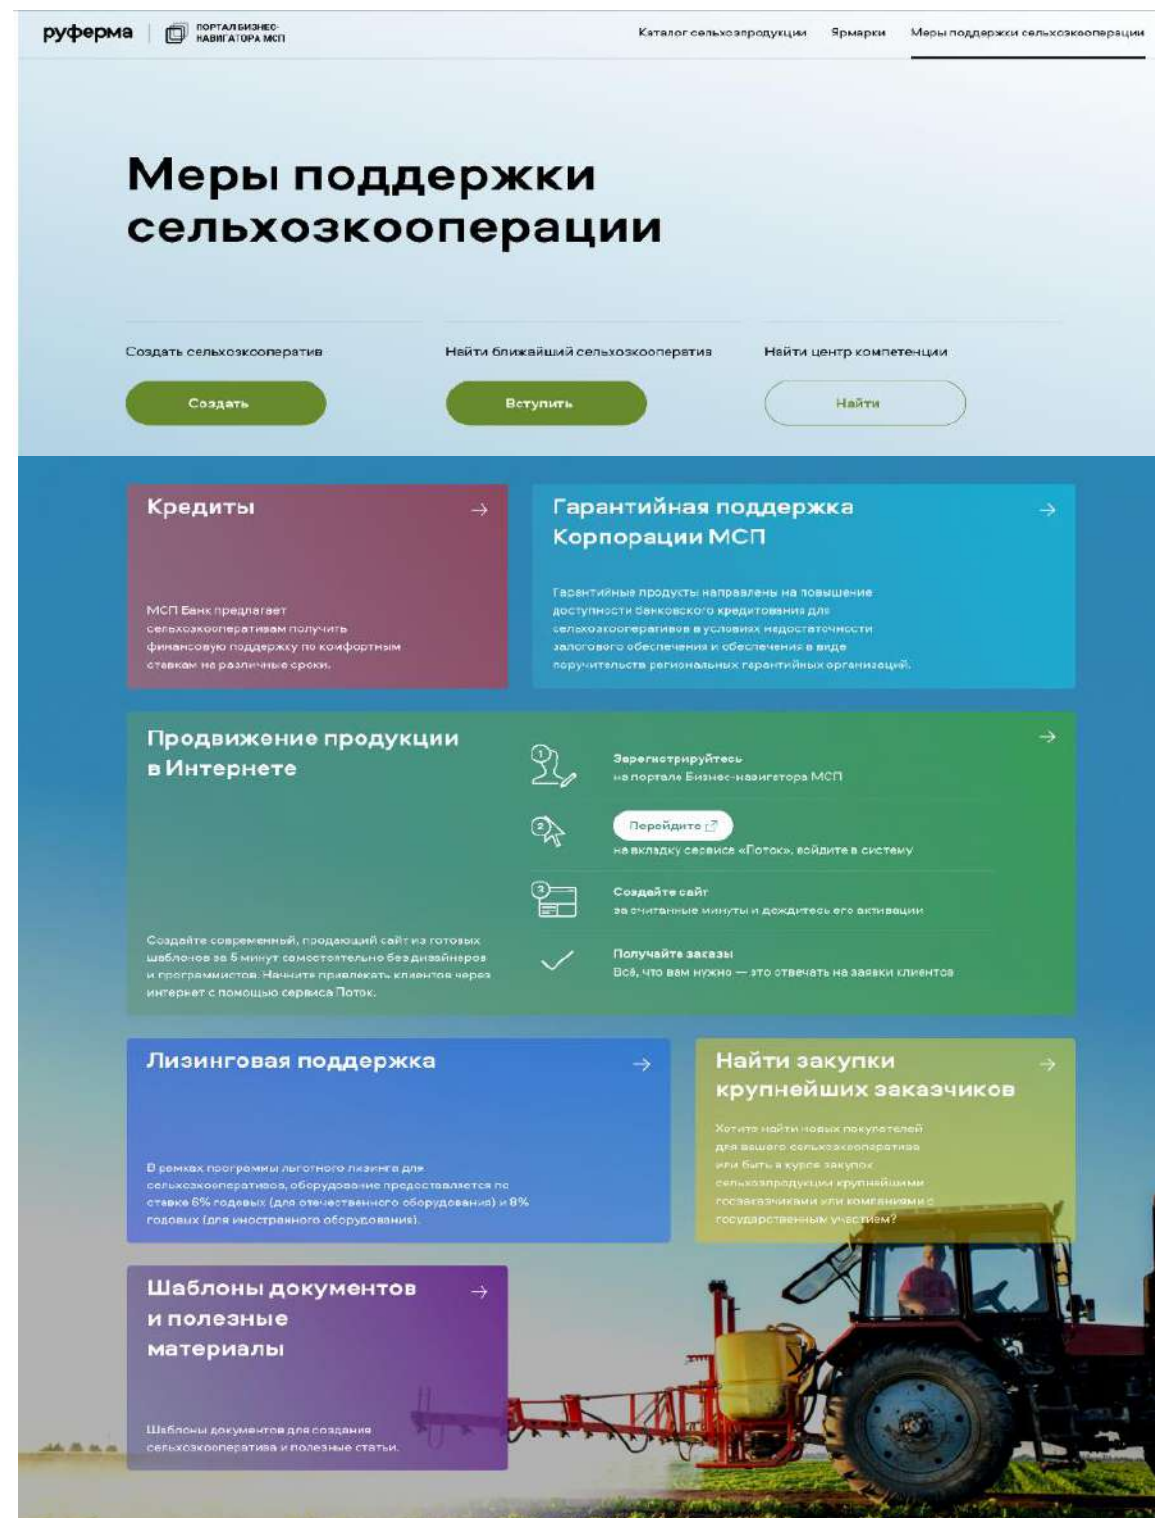 руферма
ПОРТАЛ БИЗНЕС-
НАВИГАТОРА МСП
Каталог сельхозпродукции
Ярмарки
Меры поддержки сельхозкооперации
Меры поддержки
сельхозкооперации
Создать сельхозкооператив
Найти ближайший сельхозкооператив
Найти центр компетенции
Создать
Вступить
Найти
Кредиты
МСП Банк предлагает
сельхозкооперативам получить
финансовую поддержку по комфортным
ставкам на различные сроки.
Гарантийная поддержка
Корпорации МСП
Гарантийные продукты направлены на повышение
доступности банковского кредитования для
сельхозкооперативов в условиях недостаточности
залогового обеспечения и обеспечения в виде
поручительств региональных гарантийных организаций.
Продвижение продукции
в Интернете
Создайте современный, продающий сайт из готовых
шаблонов за 5 минут самостоятельно без дизайнеров
и программистов. Начните привлекать клиентов через
интернет с помощью сервиса Поток.
1
Зарегистрируйтесь
на портале Бизнес-навигатора МСП
2
Перейдите
на вкладку сервиса «Поток», войдите в систему
3
Создайте сайт
за считанные минуты и дождитесь его активации
Получайте заказы
Всё, что вам нужно — это отвечать на заявки клиентов
Лизинговая поддержка
В рамках программы льготного лизинга для
сельхозкооперативов, оборудование предоставляется по
ставке 6% годовых (для отечественного оборудования) и 8%
годовых (для иностранного оборудования).
Найти закупки
крупнейших заказчиков
Хотите найти новых покупателей
для вашего сельхозкооператива
или быть в курсе закупок
сельхозпродукции крупнейшими
госзаказчиками или компаниями с
государственным участием?
Шаблоны документов
и полезные
материалы
Шаблоны документов для создания
сельхозкооператива и полезные статьи.